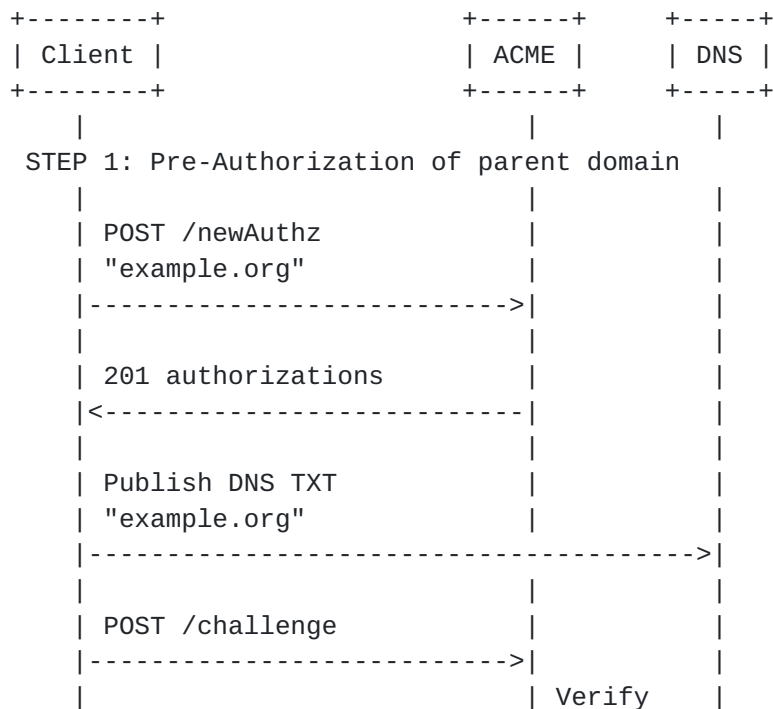 +--------+                    +------+     +-----+
| Client |                    | ACME |     | DNS |
+--------+                    +------+     +-----+
    |                             |           |
 STEP 1: Pre-Authorization of parent domain
    |                             |           |
    | POST /newAuthz              |           |
    | "example.org"               |           |
    |---------------------------->|           |
    |                             |           |
    | 201 authorizations          |           |
    |<----------------------------|           |
    |                             |           |
    | Publish DNS TXT             |           |
    | "example.org"               |           |
    |---------------------------------------->|
    |                             |           |
    | POST /challenge             |           |
    |---------------------------->|           |
    |                             | Verify    |